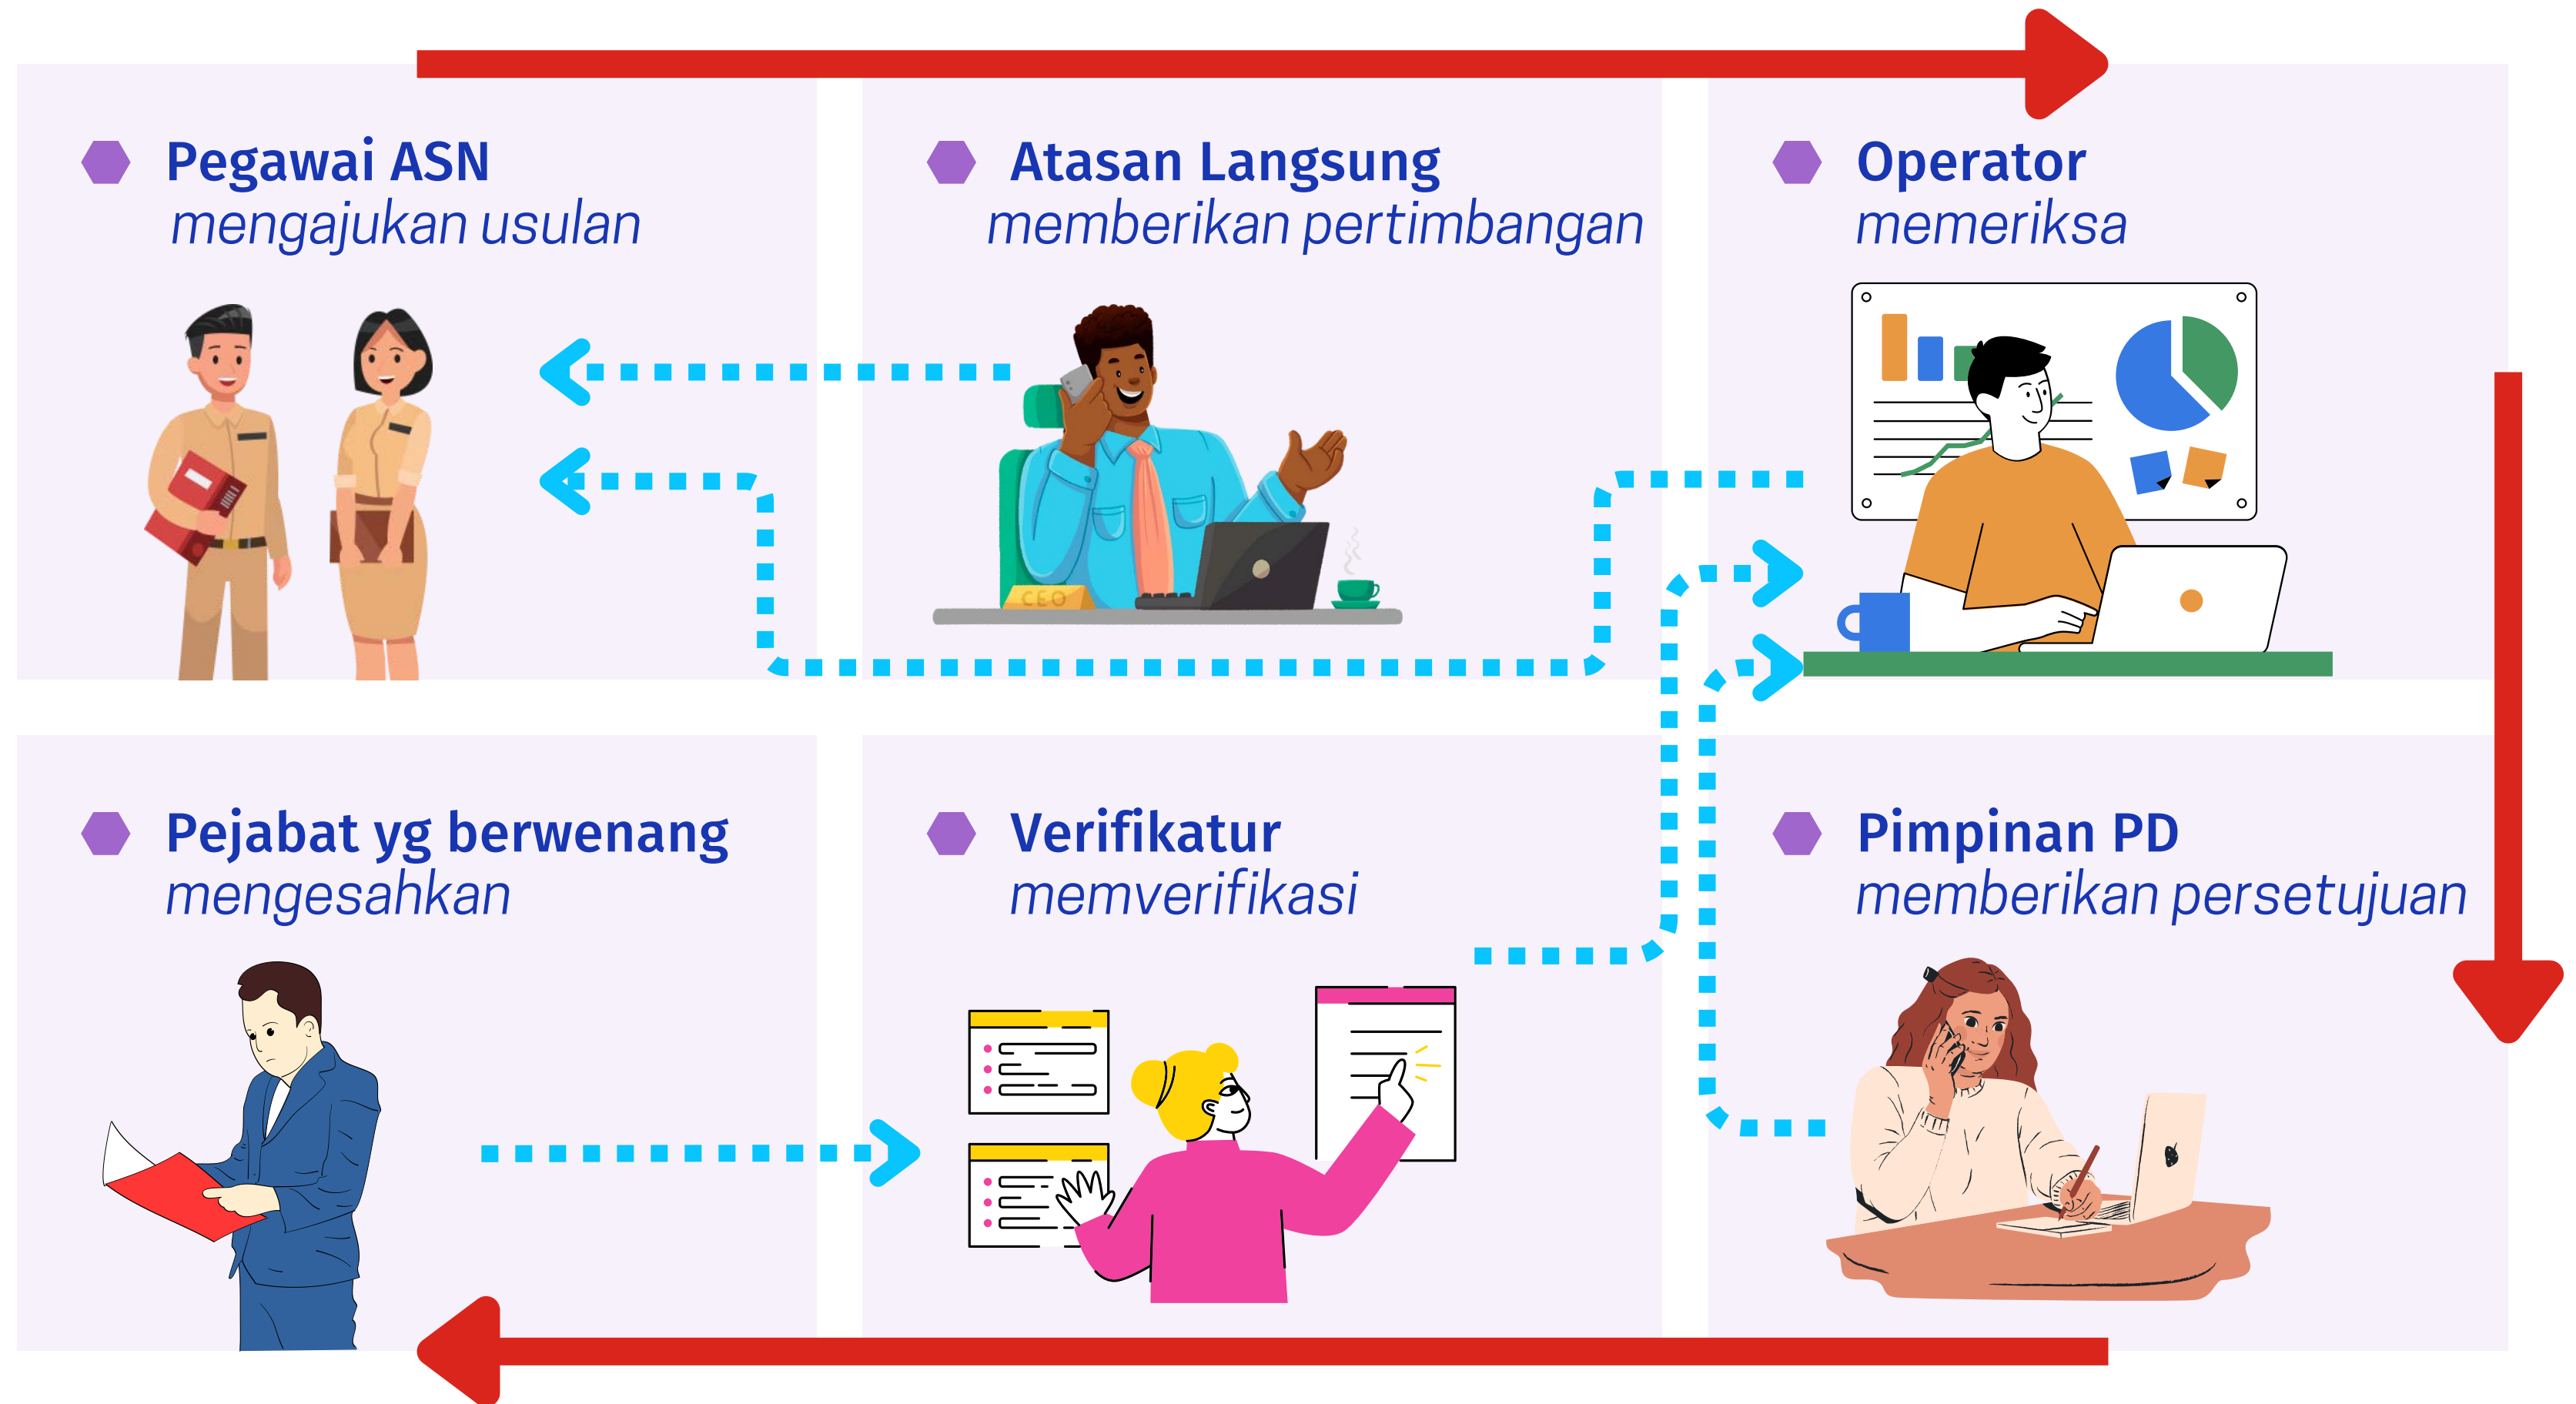 Pegawai ASN
mengajukan usulan
Atasan Langsung
memberikan pertimbangan
CEO
Operator
memeriksa
Pejabat yg berwenang
mengesahkan
Verifikatur
memverifikasi
Pimpinan PD
memberikan persetujuan